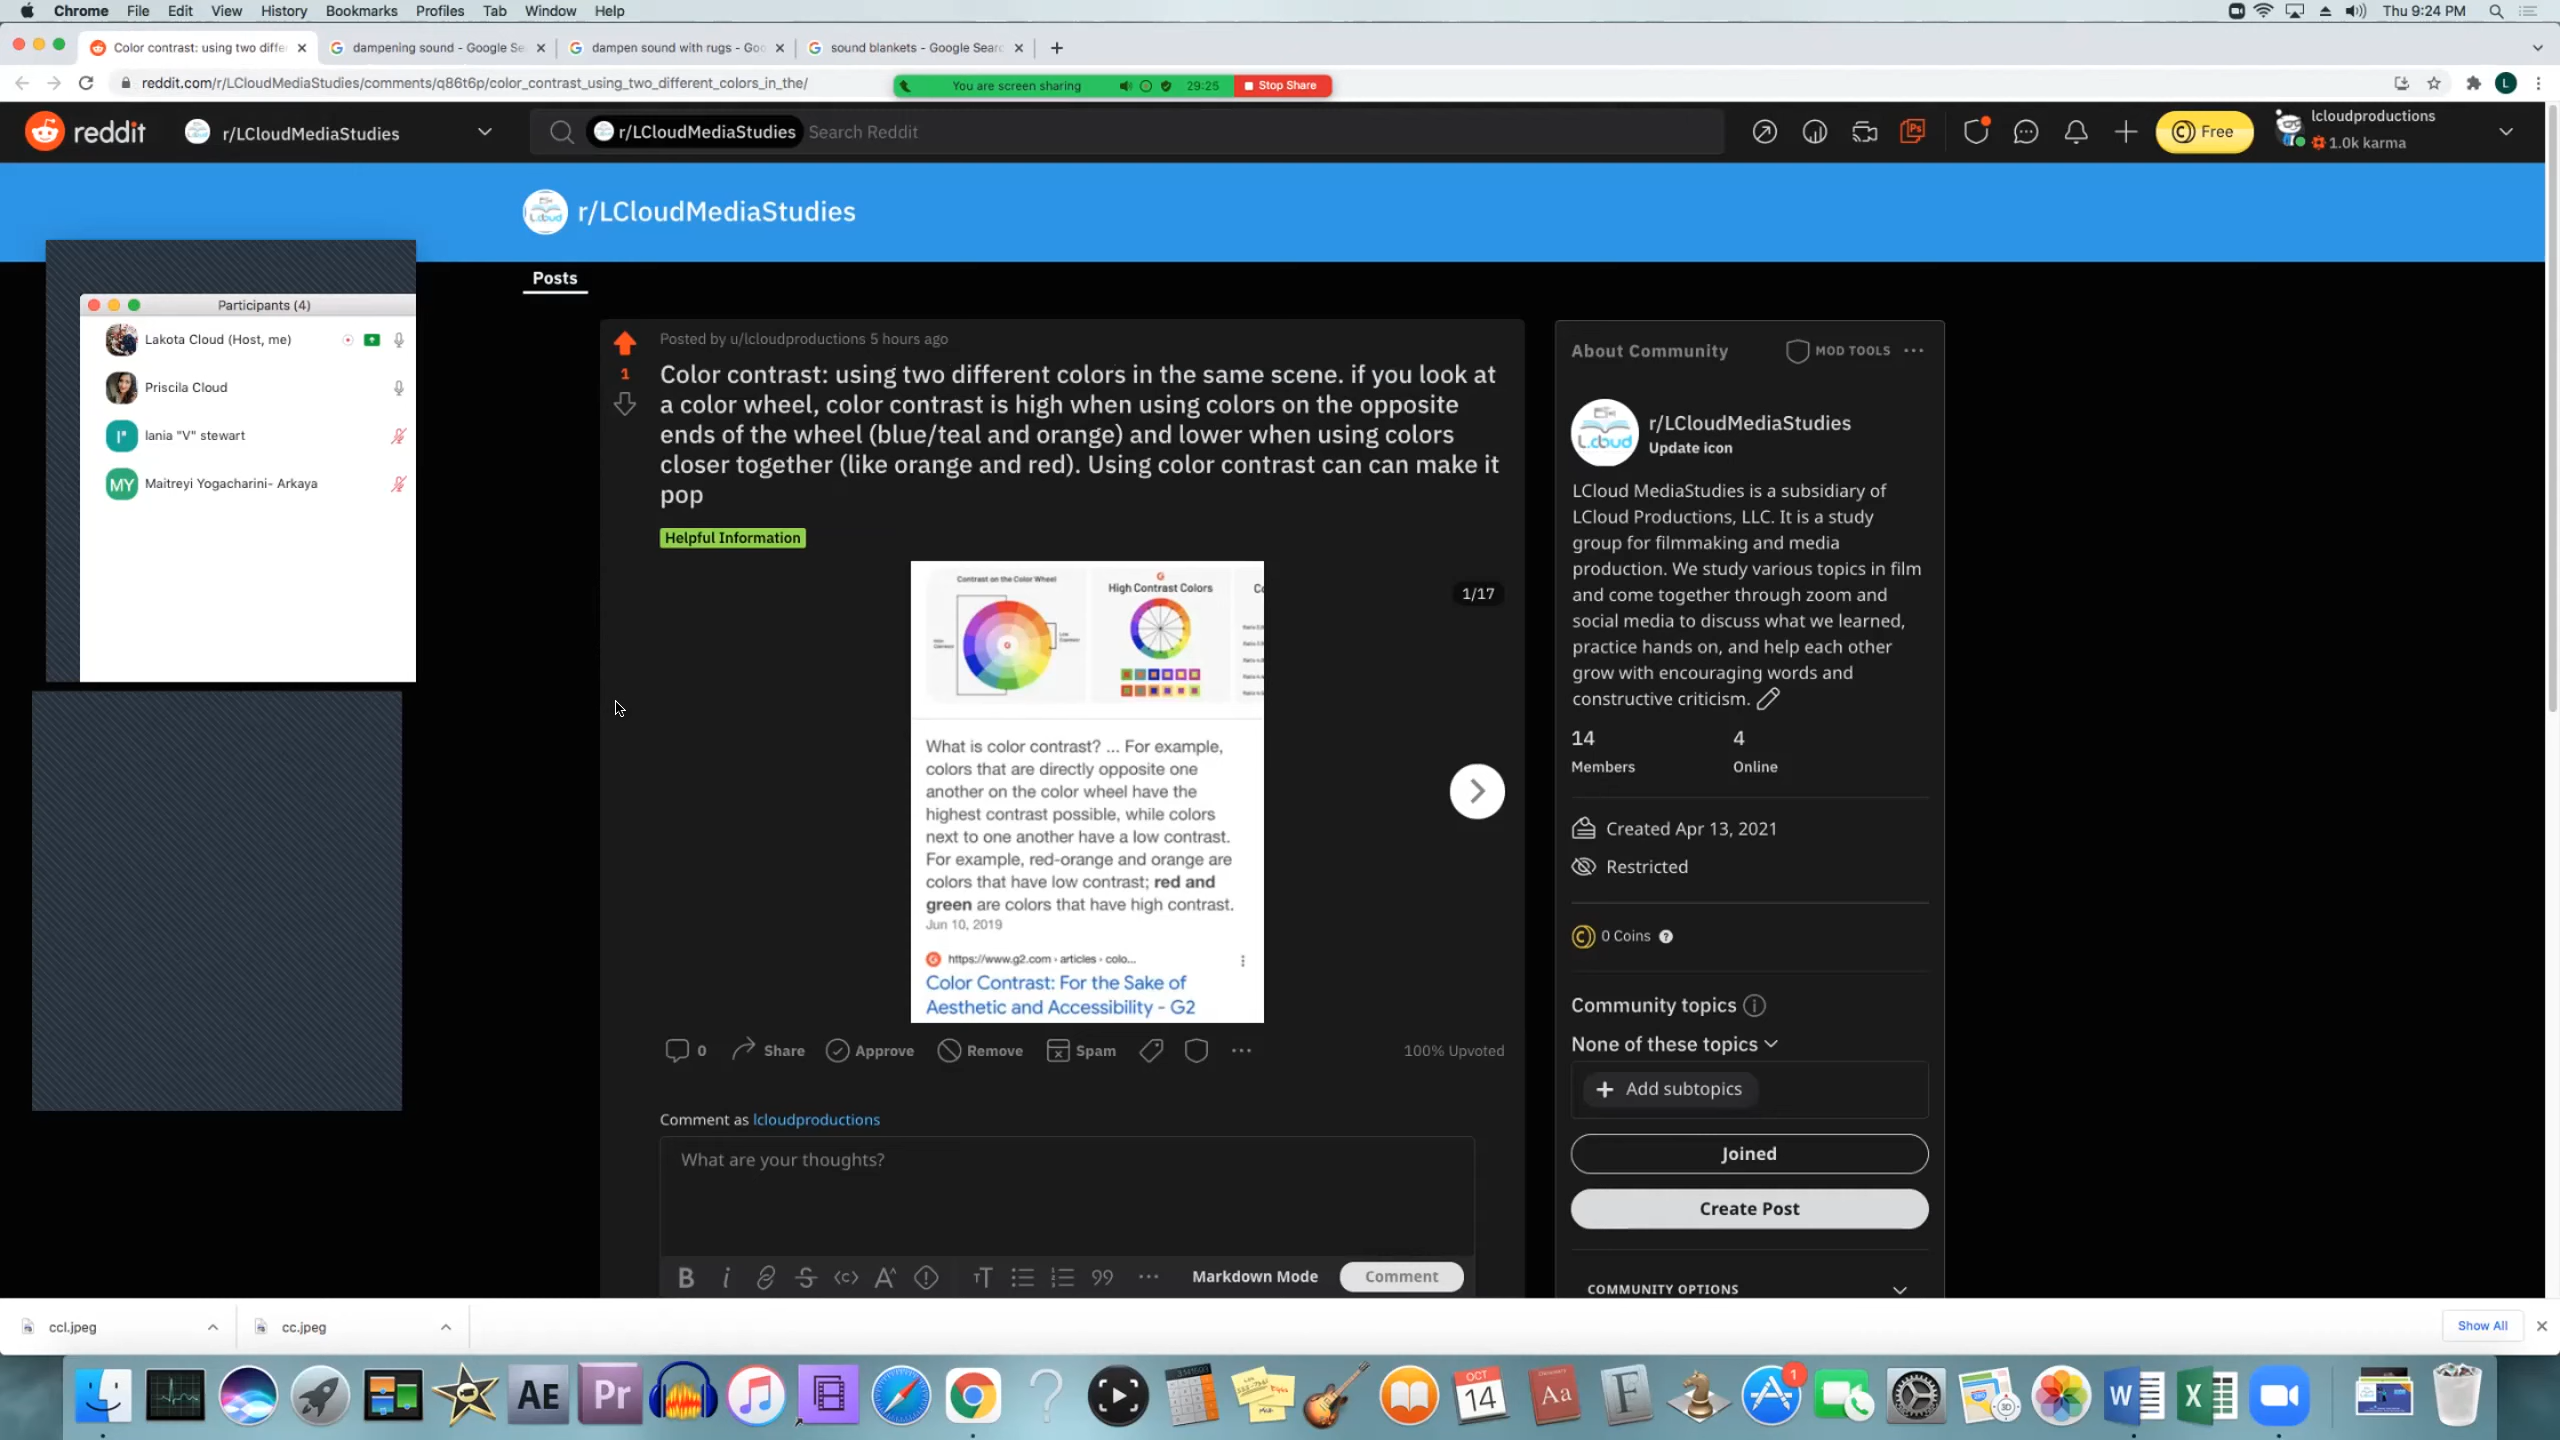 Chrome File Edit View History Bookmarks Profiles Tab Window Help
Thu 9:24 PM
Color contrast: using two diffe
dampening sound - Google Se
dampen sound with rugs - Goo
sound blankets - Google Searc
reddit.com/r/LCloudMediaStudies/comments/q86t6p/color_contrast_using_two_different_colors_in_the/
You are screen sharing
29:25
Stop Share
reddit
r/LCloudMediaStudies
r/LCloudMediaStudies Search Reddit
Ps
Free
lcloudproductions
1.0k karma
L
r/LCloudMediaStudies
Posts
Participants (4)
Lakota Cloud (Host, me)
Priscila Cloud
I" Iania "V" stewart
MY Maitreyi Yogacharini- Arkaya
Posted by u/lcloudproductions 5 hours ago
1
Color contrast: using two different colors in the same scene. if you look at
a color wheel, color contrast is high when using colors on the opposite
ends of the wheel (blue/teal and orange) and lower when using colors
closer together (like orange and red). Using color contrast can can make it
pop
Helpful Information
1/17
Contrast on the Color Wheel
High Contrast Colors
What is color contrast? ... For example,
colors that are directly opposite one
another on the color wheel have the
highest contrast possible, while colors
next to one another have a low contrast.
For example, red-orange and orange are
colors that have low contrast; red and
green are colors that have high contrast.
Jun 10, 2019
https://www.g2.com › articles › colo...
Color Contrast: For the Sake of
Aesthetic and Accessibility - G2
0 Share Approve Remove Spam
100% Upvoted
Comment as lcloudproductions
What are your thoughts?
Markdown Mode
Comment
About Community
MOD TOOLS
r/LCloudMediaStudies
Update icon
LCloud MediaStudies is a subsidiary of
LCloud Productions, LLC. It is a study
group for filmmaking and media
production. We study various topics in film
and come together through zoom and
social media to discuss what we learned,
practice hands on, and help each other
grow with encouraging words and
constructive criticism.
14 4
Members Online
Created Apr 13, 2021
Restricted
0 Coins
Community topics
None of these topics
Add subtopics
Joined
Create Post
COMMUNITY OPTIONS
ccl.jpeg
cc.jpeg
Show All
AE
Pr
OCT
14
Aa
F
1
W
X